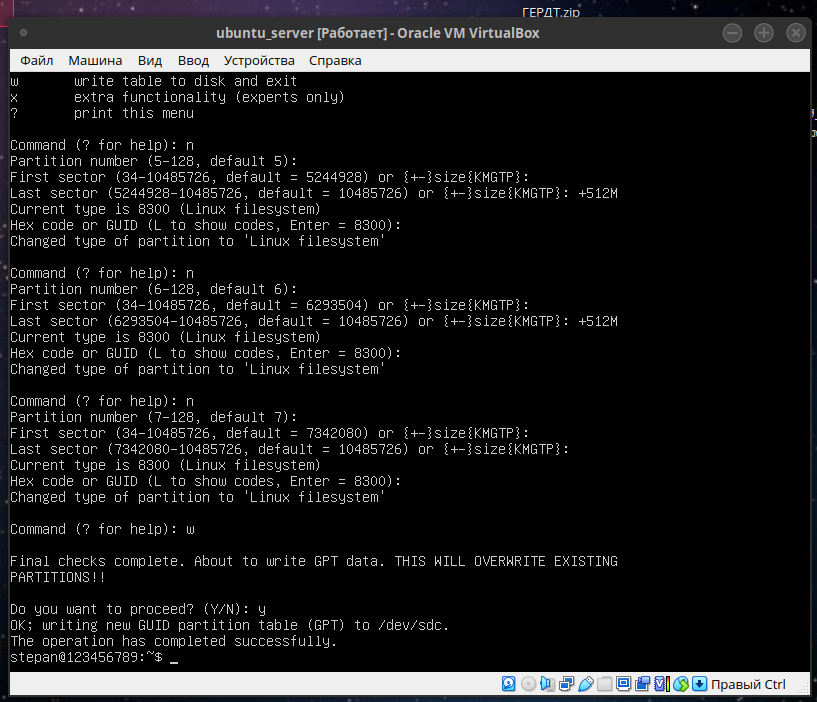 ГЕРДТ.zip
ubuntu_server [Работает] - Oracle VM VirtualBox
Файл Машина Вид Ввод Устройства Справка
w       write table to disk and exit
x       extra functionality (experts only)
?       print this menu
Command (? for help): n
Partition number (5-128, default 5):
First sector (34-10485726, default = 5244928) or {+-}size{KMGTP}:
Last sector (5244928-10485726, default = 10485726) or {+-}size{KMGTP}: +512M
Current type is 8300 (Linux filesystem)
Hex code or GUID (L to show codes, Enter = 8300):
Changed type of partition to 'Linux filesystem'
Command (? for help): n
Partition number (6-128, default 6):
First sector (34-10485726, default = 6293504) or {+-}size{KMGTP}:
Last sector (6293504-10485726, default = 10485726) or {+-}size{KMGTP}: +512M
Current type is 8300 (Linux filesystem)
Hex code or GUID (L to show codes, Enter = 8300):
Changed type of partition to 'Linux filesystem'
Command (? for help): n
Partition number (7-128, default 7):
First sector (34-10485726, default = 7342080) or {+-}size{KMGTP}:
Last sector (7342080-10485726, default = 10485726) or {+-}size{KMGTP}:
Current type is 8300 (Linux filesystem)
Hex code or GUID (L to show codes, Enter = 8300):
Changed type of partition to 'Linux filesystem'
Command (? for help): w
Final checks complete. About to write GPT data. THIS WILL OVERWRITE EXISTING
PARTITIONS!!
Do you want to proceed? (Y/N): y
OK; writing new GUID partition table (GPT) to /dev/sdc.
The operation has completed successfully.
stepan@123456789:~$ _
Правый Ctrl